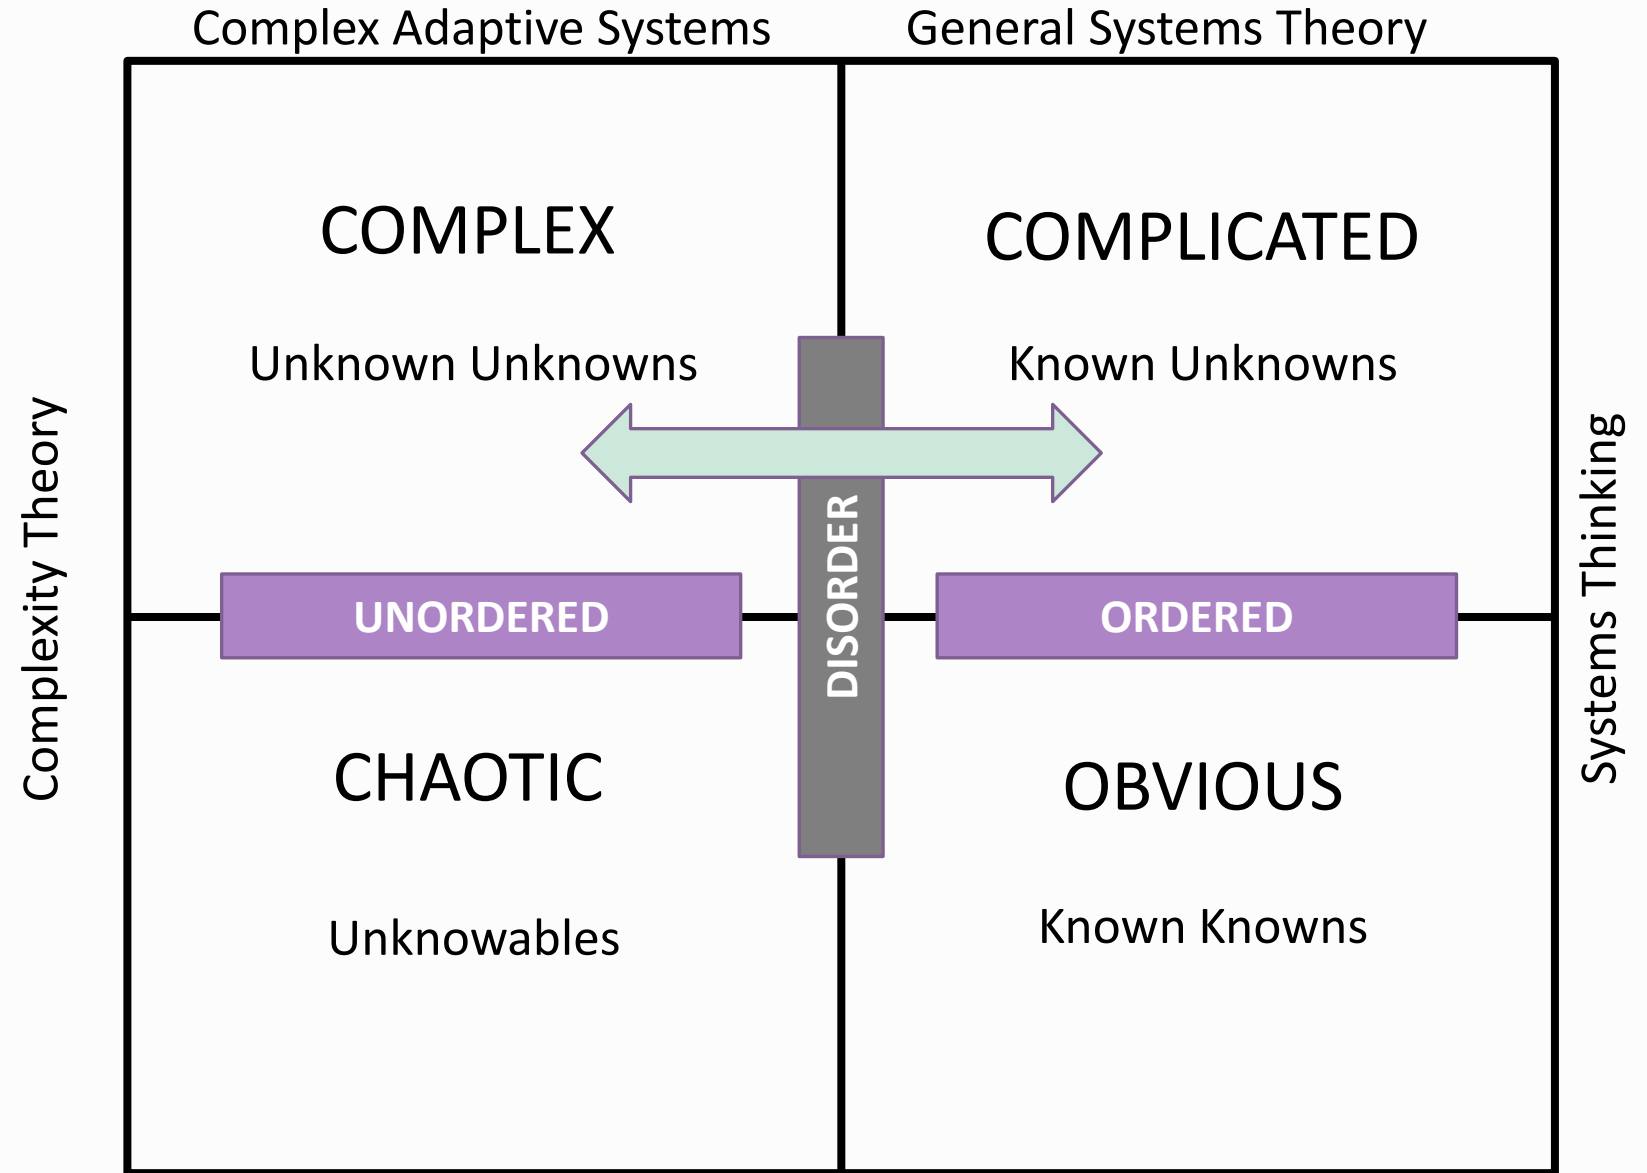 Complex Adaptive Systems
General Systems Theory
COMPLEX
COMPLICATED
Unknown Unknowns
Known Unknowns
Complexity Theory
DISORDER
Systems Thinking
UNORDERED
ORDERED
CHAOTIC
OBVIOUS
Unknowables
Known Knowns